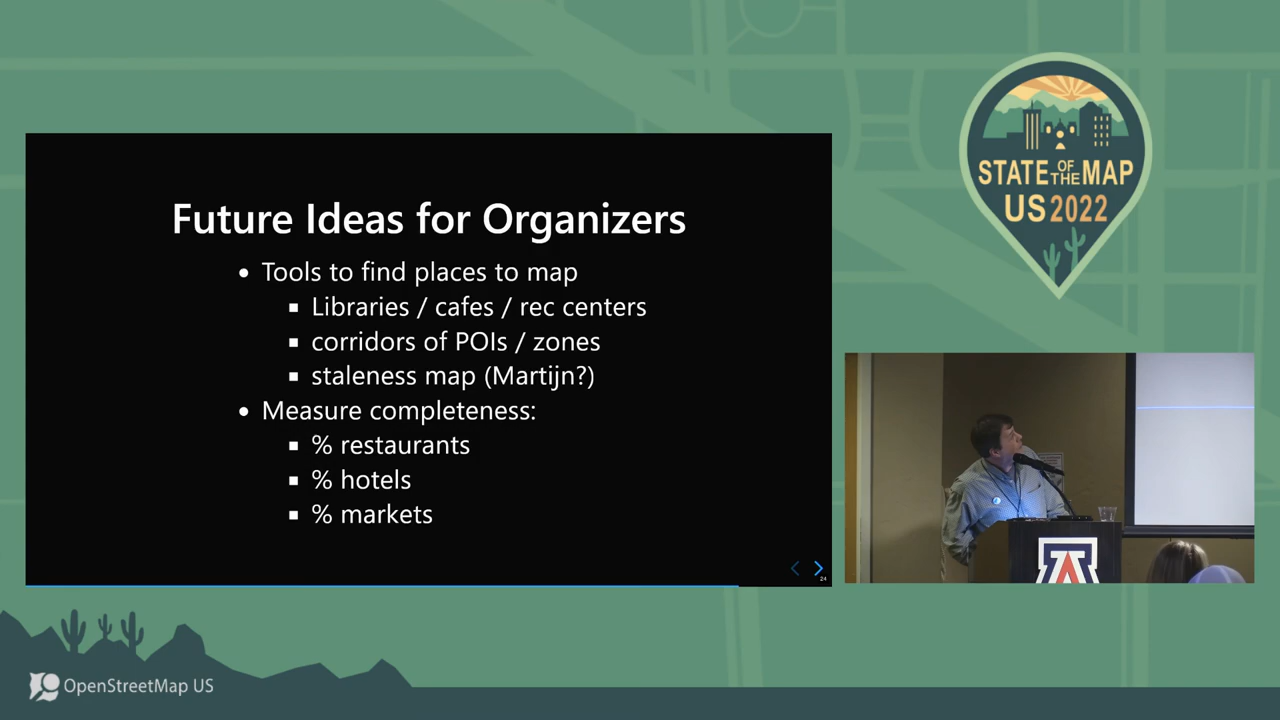 Future Ideas for Organizers
Tools to find places to map
Libraries / cafes / rec centers
corridors of POIs / zones
staleness map (Martijn?)
Measure completeness:
% restaurants
% hotels
% markets
24
STATE OF THE MAP
US 2022
A
OpenStreetMap US